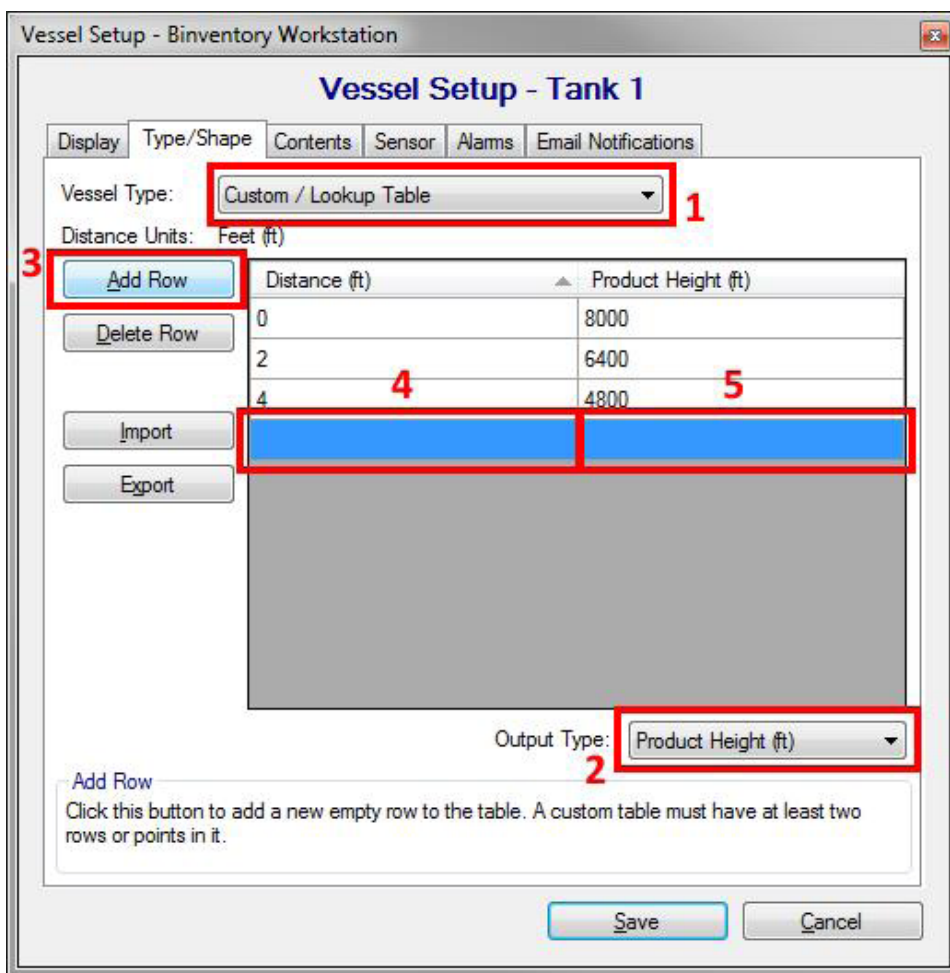 Vessel Setup - Binventory Workstation
Vessel Setup - Tank 1
Display Type/Shape Contents Sensor Alarms Email Notifications
Vessel Type: Custom / Lookup Table 1
Distance Units: Feet (ft)
3 Add Row Distance (ft) Product Height (ft)
0 8000
Delete Row
2 6400
4 5
4 4800
Import
Export
Output Type: Product Height (ft)
2
Add Row
Click this button to add a new empty row to the table. A custom table must have at least two
rows or points in it.
Save Cancel